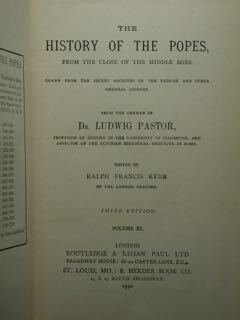 THE
HISTORY OF THE POPES,
FROM THE CLOSE OF THE MIDDLE AGES.
DRAWN FROM THE SECRET ARCHIVES OF THE VATICAN AND OTHER
ORIGINAL SOURCES.
FROM THE GERMAN OF
DR. LUDWIG PASTOR,
PROFESSOR OF HISTORY IN THE UNIVERSITY OF INNSBRUCK, AND
DIRECTOR OF THE AUSTRIAN HISTORICAL INSTITUTE IN ROME.
EDITED BY
RALPH FRANCIS KERR
OF THE LONDON ORATORY.
THIRD EDITION.
VOLUME XI.
LONDON
ROUTLEDGE & KEGAN PAUL LTD
BROADWAY HOUSE: 68-74 CARTER LANE, E.C.4
ST. LOUIS, MO.: B. HERDER BOOK CO.
15 & 17 SOUTH BROADWAY.
1950